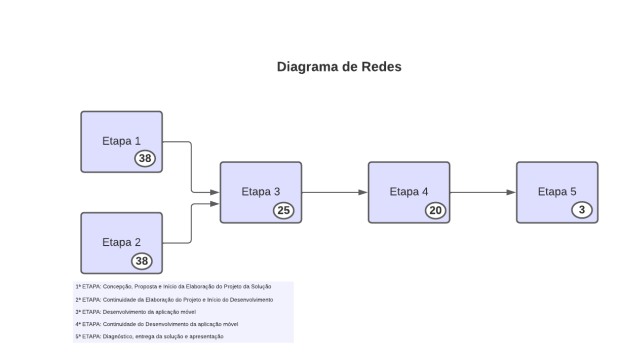 Diagrama de Redes
Etapa 1
38
Etapa 3
25
Etapa 4
20
Etapa 5
3
Etapa 2
38
1ª ETAPA: Concepção, Proposta e Início da Elaboração do Projeto da Solução
2ª ETAPA: Continuidade da Elaboração do Projeto e Início do Desenvolvimento
3ª ETAPA: Desenvolvimento da aplicação móvel
4ª ETAPA: Continuidade do Desenvolvimento da aplicação móvel
5ª ETAPA: Diagnóstico, entrega da solução e apresentação